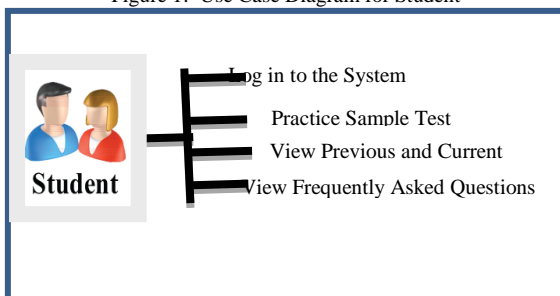 Figure 1: Use Case Diagram for Student
Log in to the System
Practice Sample Test
View Previous and Current
View Frequently Asked Questions
Student